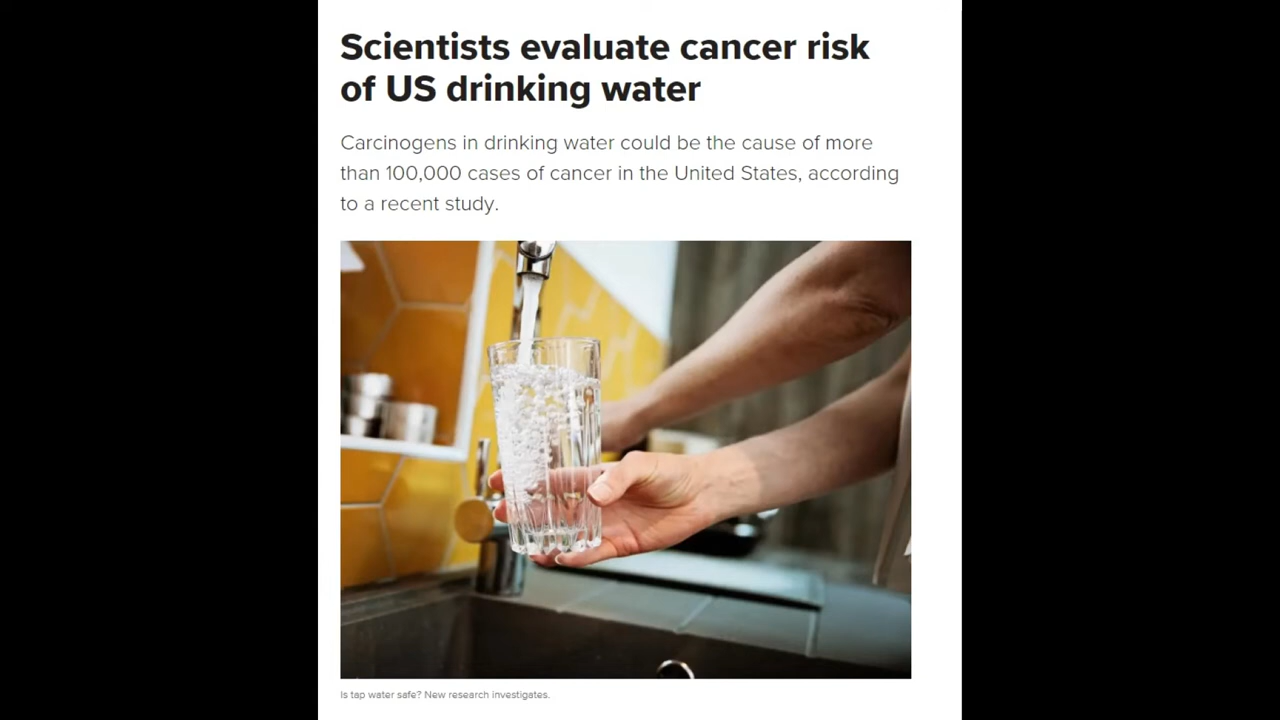 Scientists evaluate cancer risk
of US drinking water
Carcinogens in drinking water could be the cause of more
than 100,000 cases of cancer in the United States, according
to a recent study.
Is tap water safe? New research investigates.